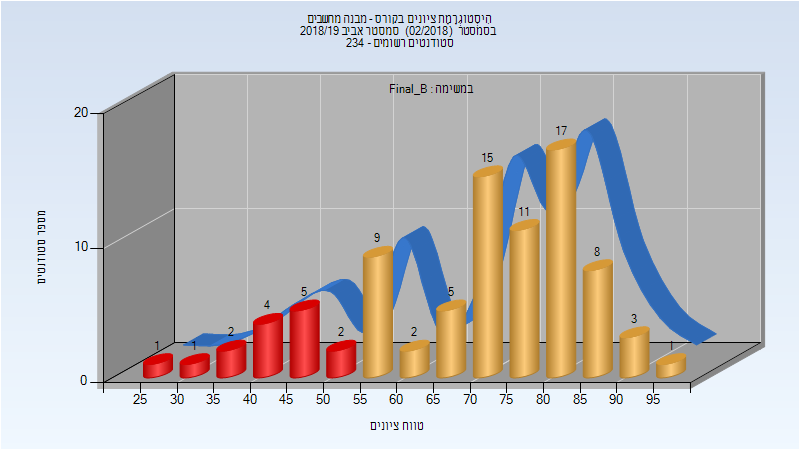 היסטוגרמת ציונים בקורס - מבנה מחשבים
בסמסטר (02/2018) סמסטר אביב 2018/19
סטודנטים רשומים - 234
במשימה : Final_B
מספר סטודנטים
20
10
0
1 1 2 4 5 2 9 2 5 15 11 17 8 3 1
25 30 35 40 45 50 55 60 65 70 75 80 85 90 95
טווח ציונים